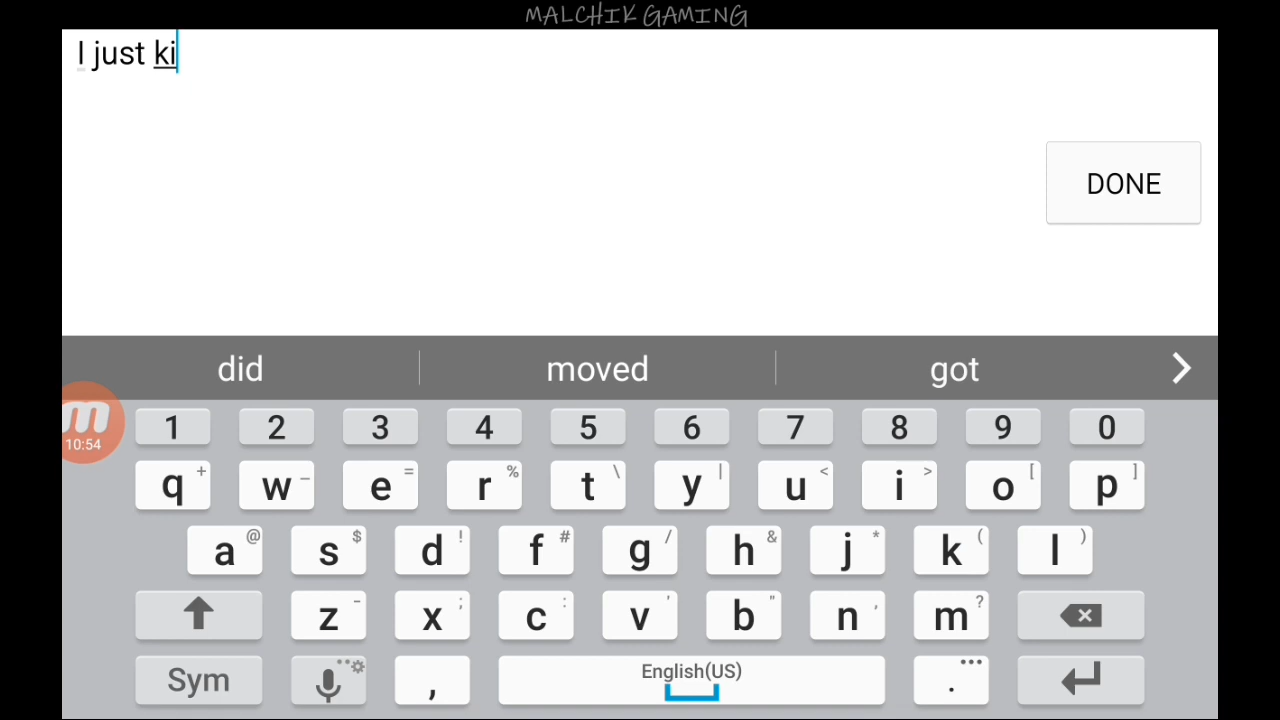 MALCHIK GAMING
I just ki
DONE
did moved got
m
10:54
1 2 3 4 5 6 7 8 9 0
q + w _ e = r % t \ y | u < i > o [ p ]
a @ s $ d ! f # g / h & j * k ( l )
z - x ; c : v ' b " n , m ?
Sym , English(US) .